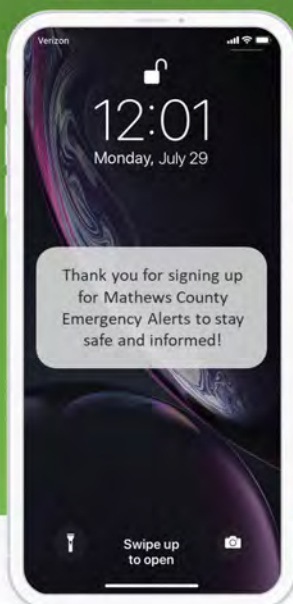 Verizon
12:01
Monday, July 29
Thank you for signing up
for Mathews County
Emergency Alerts to stay
safe and informed!
Swipe up
to open